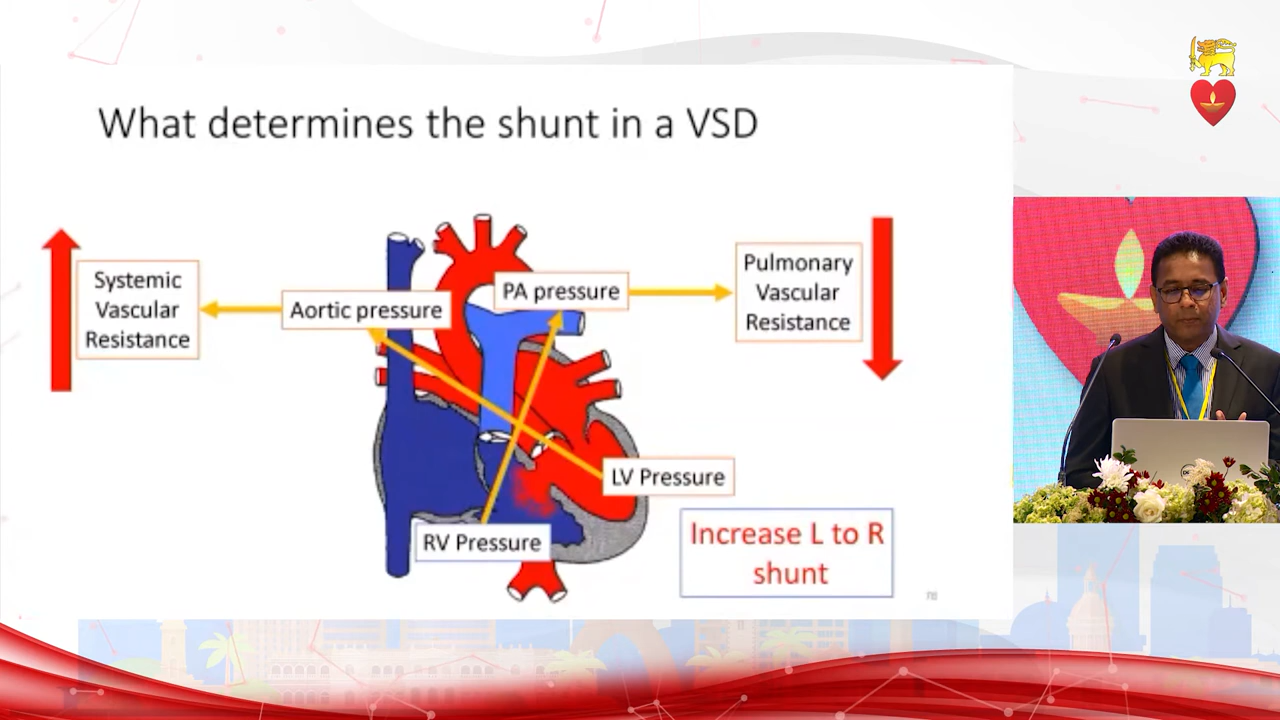 What determines the shunt in a VSD
Systemic
Vascular
Resistance
Aortic pressure
PA pressure
Pulmonary
Vascular
Resistance
LV Pressure
RV Pressure
Increase L to R
shunt